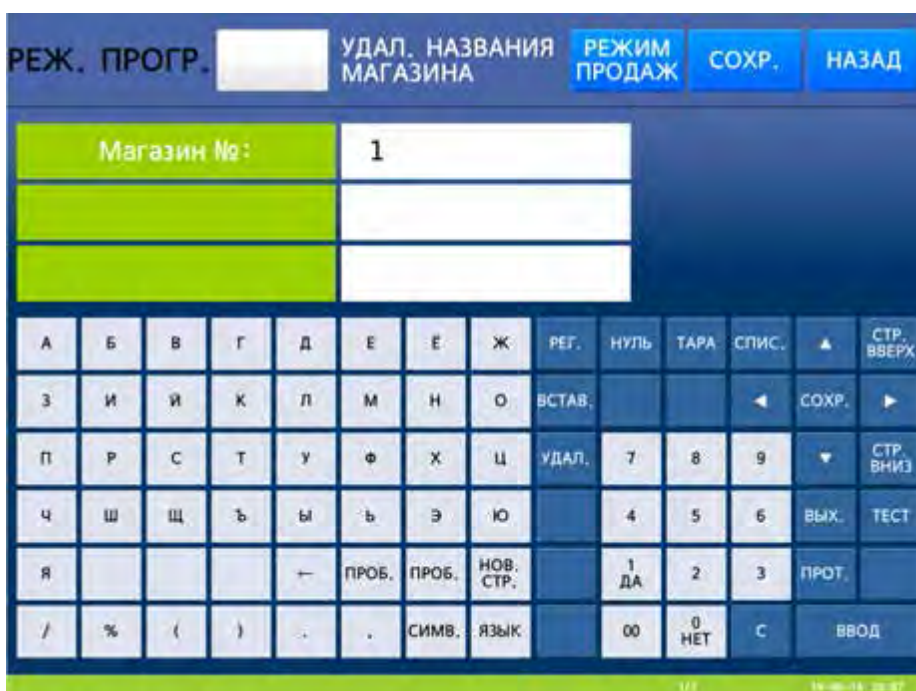 РЕЖ. ПРОГР.
УДАЛ. НАЗВАНИЯ
МАГАЗИНА
РЕЖИМ
ПРОДАЖ
СОХР.
НАЗАД
Магазин №:
1
А Б В Г Д Е Ё Ж РЕГ. НУЛЬ ТАРА СПИС. ▲ СТР. ВВЕРХ
З И Й К Л М Н О ВСТАВ. ◄ СОХР. ►
П Р С Т У Ф Х Ц УДАЛ. 7 8 9 ▼ СТР. ВНИЗ
Ч Ш Щ Ъ Ы Ь Э Ю 4 5 6 ВЫХ. ТЕСТ
Я ← ПРОБ. ПРОБ. НОВ. СТР. 1 ДА 2 3 ПРОТ.
/ % ( ) . . СИМВ. ЯЗЫК 00 0 НЕТ С ВВОД
1/1